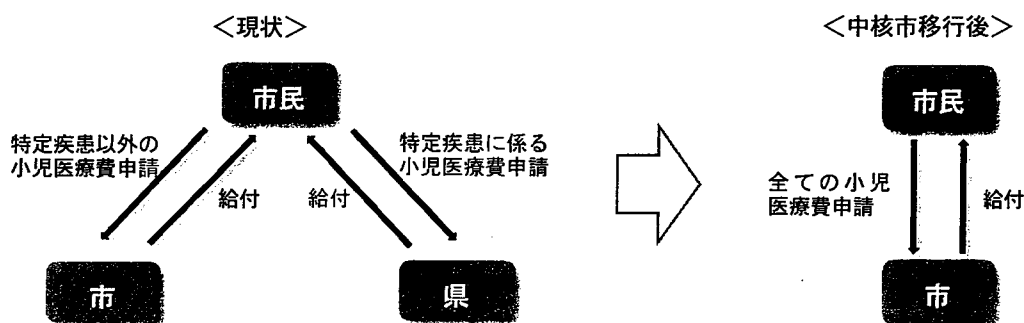 ＜現状＞
市民
特定疾患以外の
小児医療費申請
給付
給付
特定疾患に係る
小児医療費申請
市
県
＜中核市移行後＞
市民
全ての小児
医療費申請
給付
市